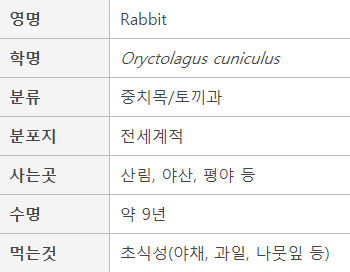 영명 Rabbit
학명 Oryctolagus cuniculus
분류 중치목/토끼과
분포지 전세계적
사는곳 산림, 야산, 평야 등
수명 약 9년
먹는것 초식성(야채, 과일, 나뭇잎 등)